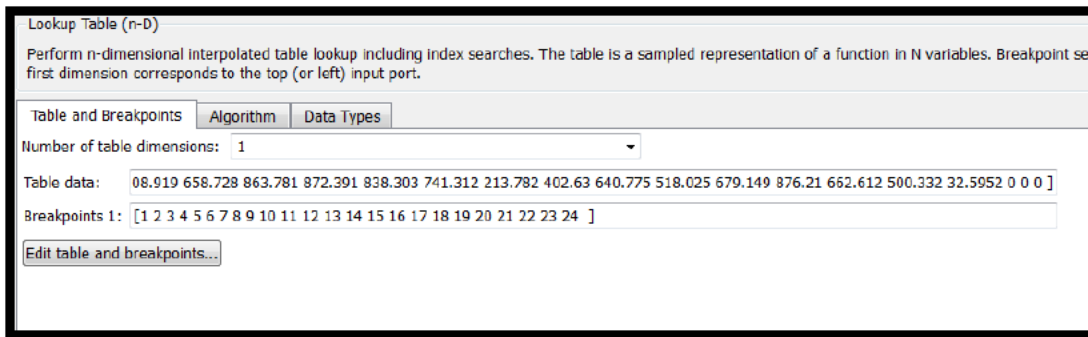 Lookup Table (n-D)
Perform n-dimensional interpolated table lookup including index searches. The table is a sampled representation of a function in N variables. Breakpoint se
first dimension corresponds to the top (or left) input port.
Table and Breakpoints Algorithm Data Types
Number of table dimensions: 1
Table data: 08.919 658.728 863.781 872.391 838.303 741.312 213.782 402.63 640.775 518.025 679.149 876.21 662.612 500.332 32.5952 0 0 0 ]
Breakpoints 1: [1 2 3 4 5 6 7 8 9 10 11 12 13 14 15 16 17 18 19 20 21 22 23 24 ]
Edit table and breakpoints...